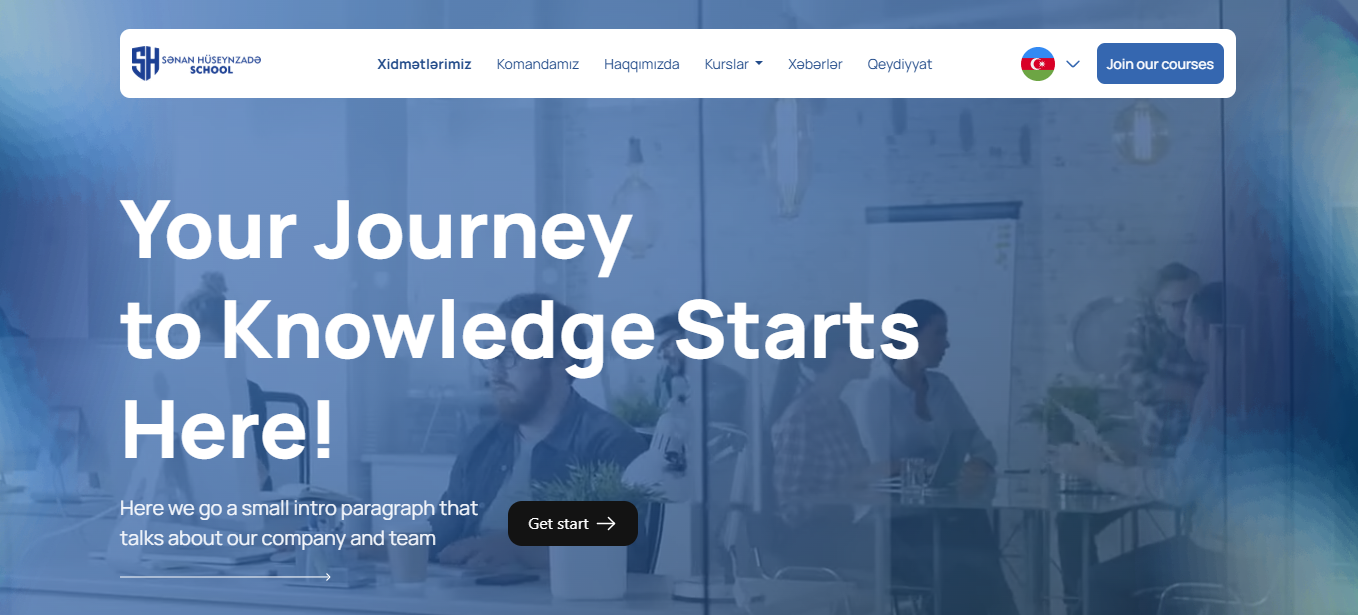 SƏNAN HÜSEYNZADƏ
SCHOOL
Xidmətlərimiz Komandamız Haqqımızda Kurslar Xəbərlər Qeydiyyat
Join our courses
Your Journey
to Knowledge Starts
Here!
Here we go a small intro paragraph that
talks about our company and team
Get start